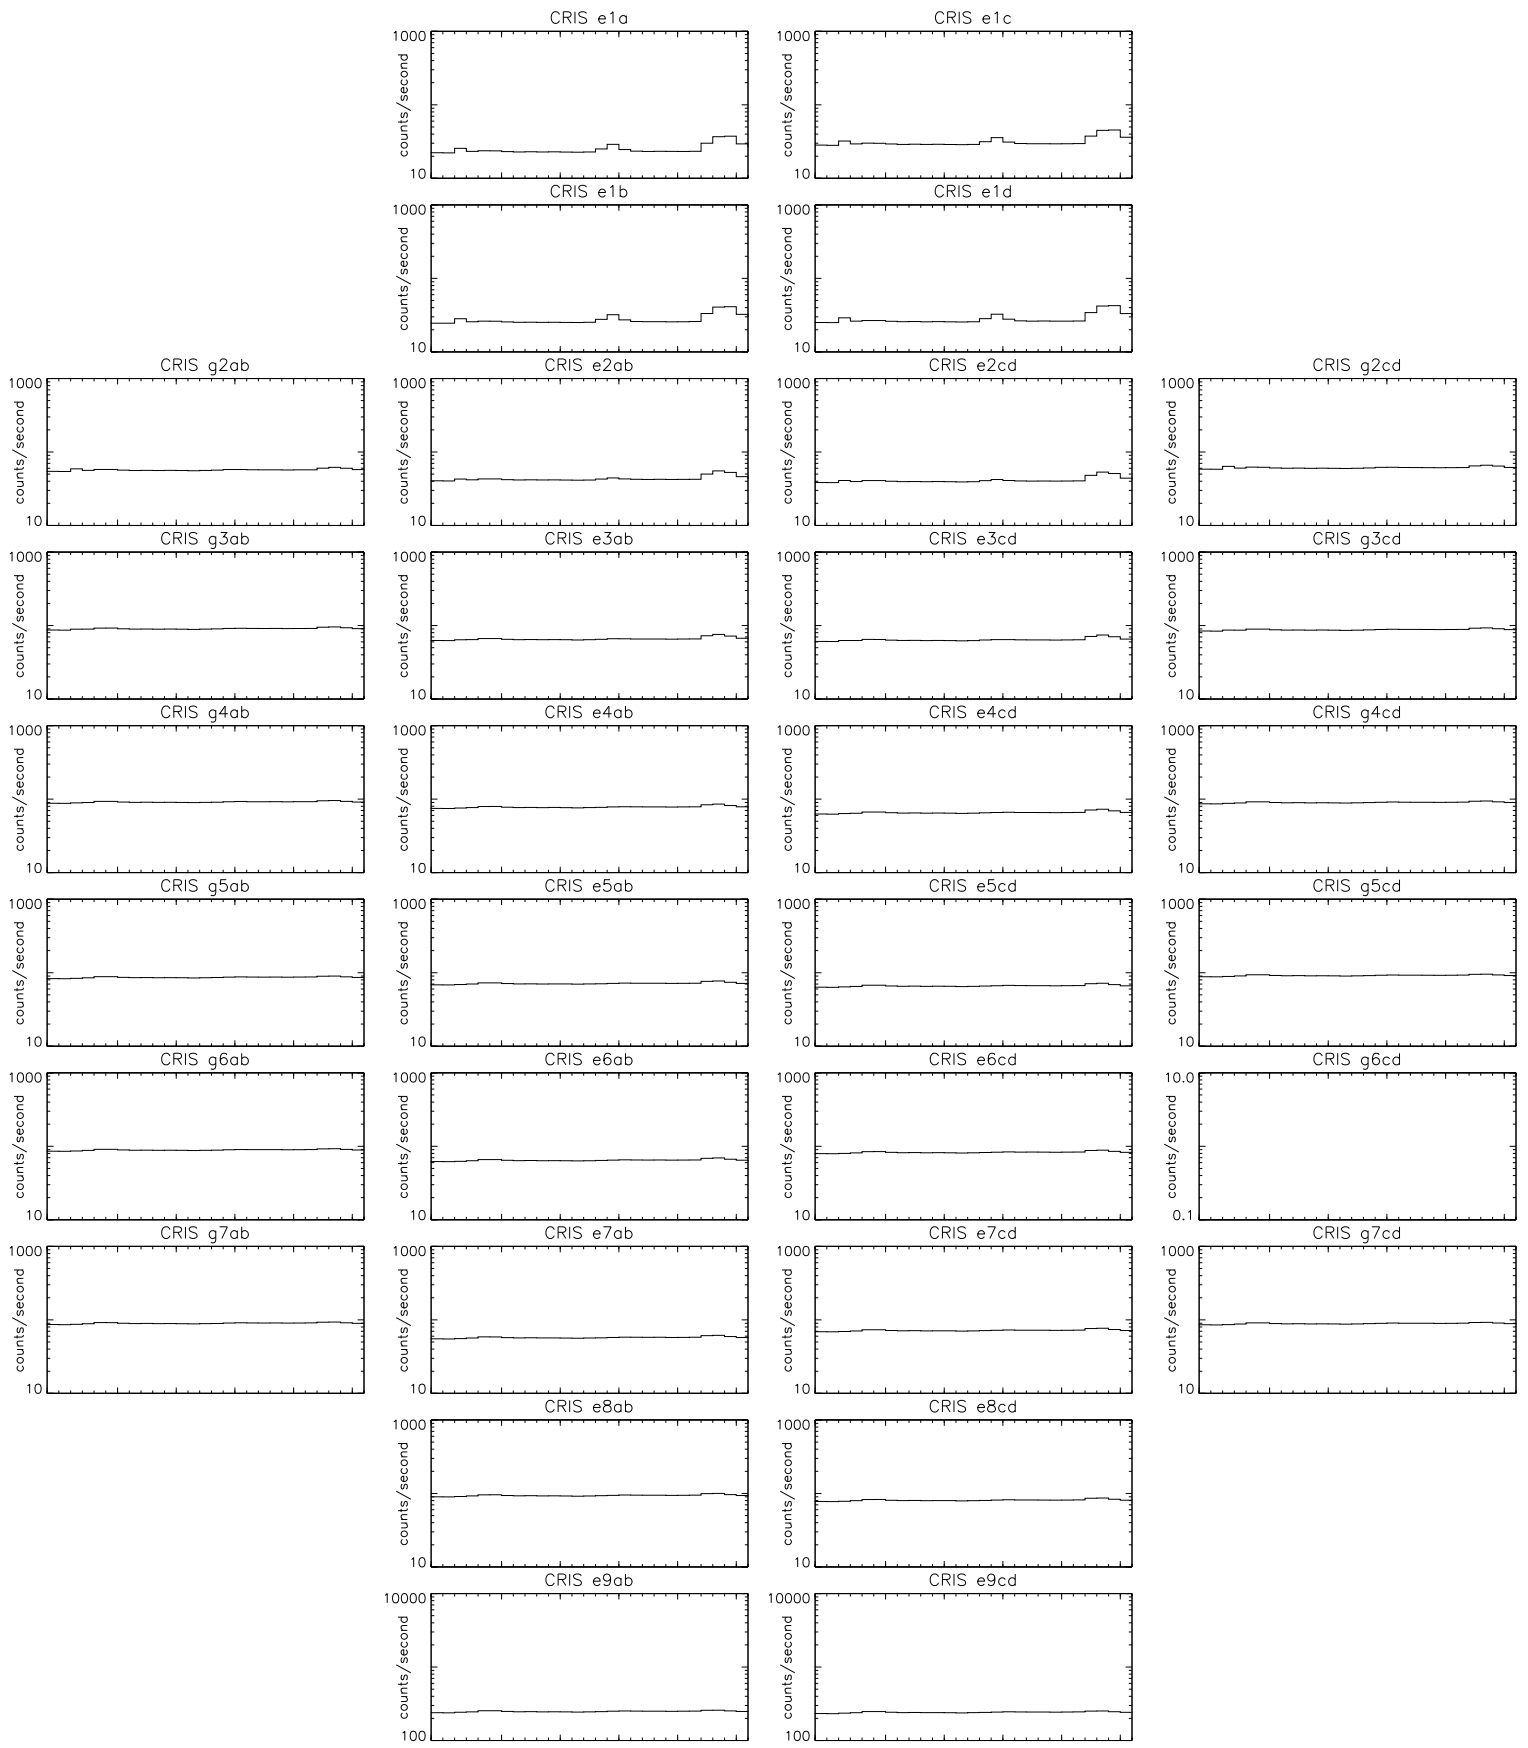 CRIS e1a
1000
counts/second
10
CRIS e1c
1000
counts/second
10
CRIS e1b
1000
counts/second
10
CRIS e1d
1000
counts/second
10
CRIS g2ab
1000
counts/second
10
CRIS e2ab
1000
counts/second
10
CRIS e2cd
1000
counts/second
10
CRIS g2cd
1000
counts/second
10
CRIS g3ab
1000
counts/second
10
CRIS e3ab
1000
counts/second
10
CRIS e3cd
1000
counts/second
10
CRIS g3cd
1000
counts/second
10
CRIS g4ab
1000
counts/second
10
CRIS e4ab
1000
counts/second
10
CRIS e4cd
1000
counts/second
10
CRIS g4cd
1000
counts/second
10
CRIS g5ab
1000
counts/second
10
CRIS e5ab
1000
counts/second
10
CRIS e5cd
1000
counts/second
10
CRIS g5cd
1000
counts/second
10
CRIS g6ab
1000
counts/second
10
CRIS e6ab
1000
counts/second
10
CRIS e6cd
1000
counts/second
10
CRIS g6cd
10.0
counts/second
0.1
CRIS g7ab
1000
counts/second
10
CRIS e7ab
1000
counts/second
10
CRIS e7cd
1000
counts/second
10
CRIS g7cd
1000
counts/second
10
CRIS e8ab
1000
counts/second
10
CRIS e8cd
1000
counts/second
10
CRIS e9ab
10000
counts/second
100
CRIS e9cd
10000
counts/second
100